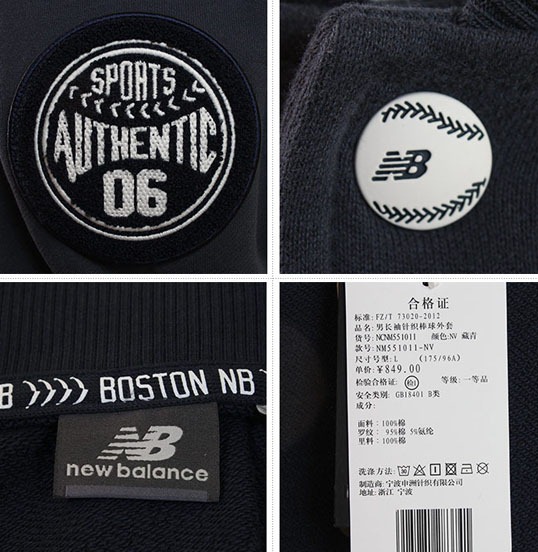 SPORTS
AUTHENTIC
06
NB
B BOSTON NB
NB
new balance
合格证
标准: FZ/T 73020-2012
品名: 男长袖针织棒球外套
货号: NCNM551011 颜色:NV 藏青
款号: NM551011-NV
尺寸号型:L (175/96A)
单价:¥849.00
检验合格证: 检1 等级:一等品
安全类别: GB18401 B类
成分:
面料:100%棉
罗纹: 95%棉 5%氨纶
里料:100%棉
洗涤方法:
制造商: 宁波申洲针织有限公司
地址: 浙江 宁波